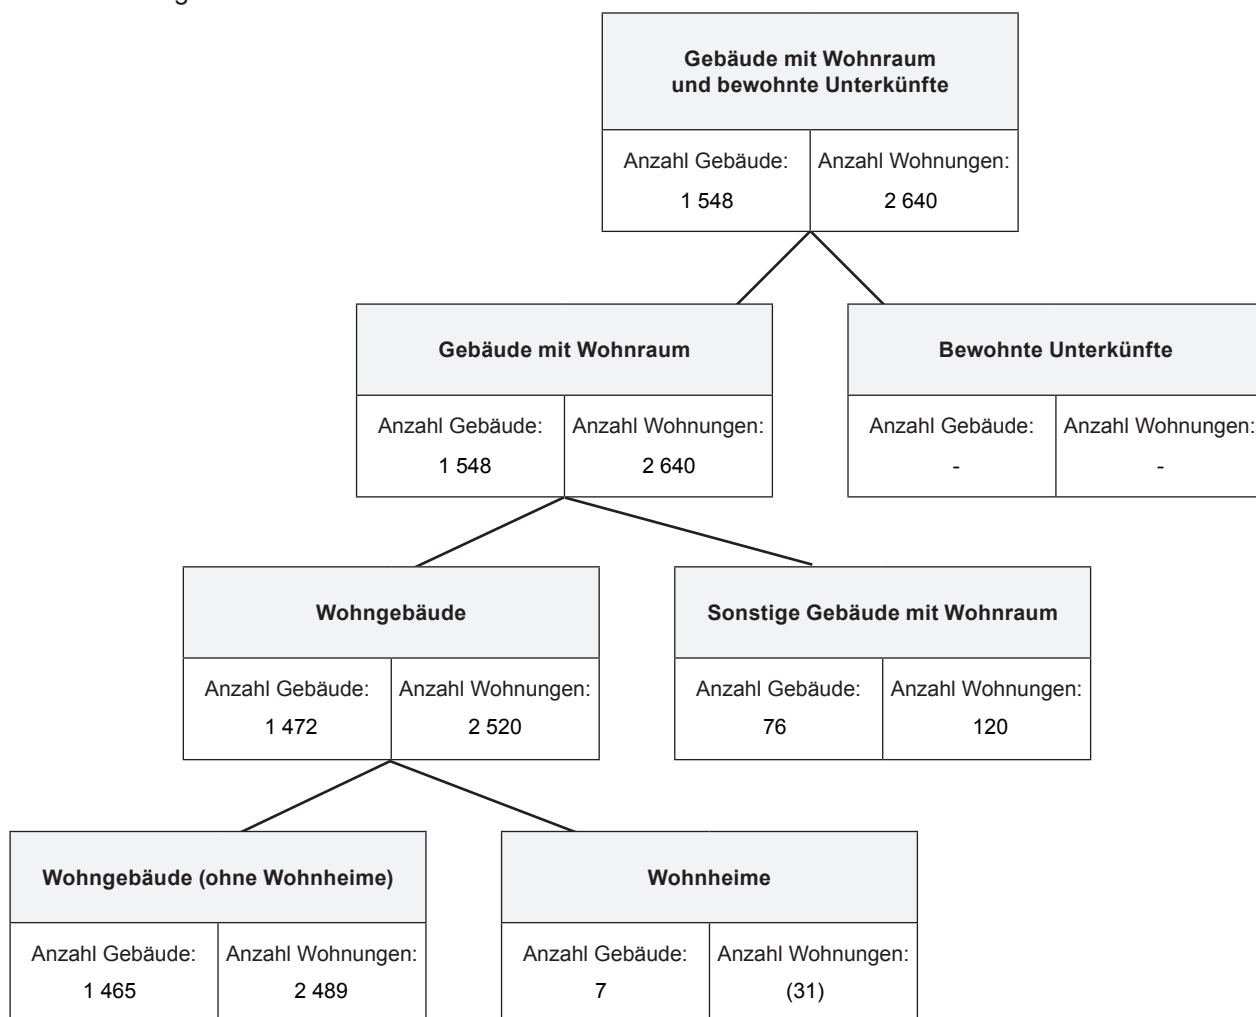 Gebäude mit Wohnraum
und bewohnte Unterkünfte
Anzahl Gebäude: Anzahl Wohnungen:
1 548 2 640
Gebäude mit Wohnraum
Anzahl Gebäude: Anzahl Wohnungen:
1 548 2 640
Bewohnte Unterkünfte
Anzahl Gebäude: Anzahl Wohnungen:
- -
Wohngebäude
Anzahl Gebäude: Anzahl Wohnungen:
1 472 2 520
Sonstige Gebäude mit Wohnraum
Anzahl Gebäude: Anzahl Wohnungen:
76 120
Wohngebäude (ohne Wohnheime)
Anzahl Gebäude: Anzahl Wohnungen:
1 465 2 489
Wohnheime
Anzahl Gebäude: Anzahl Wohnungen:
7 (31)